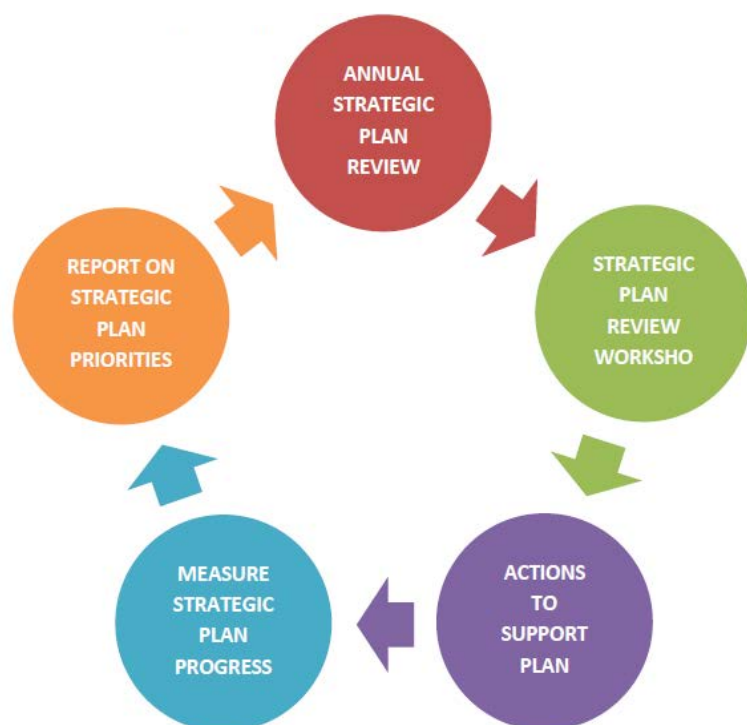 ANNUAL
STRATEGIC
PLAN
REVIEW
STRATEGIC
PLAN
REVIEW
WORKSHO
ACTIONS
TO
SUPPORT
PLAN
MEASURE
STRATEGIC
PLAN
PROGRESS
REPORT ON
STRATEGIC
PLAN
PRIORITIES